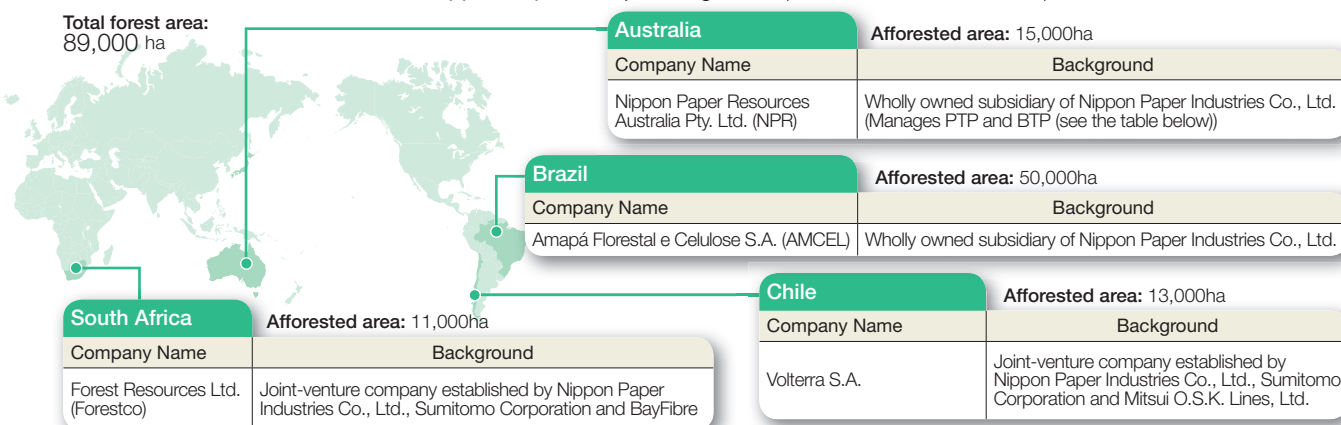 Total forest area:
89,000 ha
Australia
Afforested area: 15,000ha
Company Name
Background
Nippon Paper Resources
Australia Pty. Ltd. (NPR)
Wholly owned subsidiary of Nippon Paper Industries Co., Ltd.
(Manages PTP and BTP (see the table below))
Brazil
Afforested area: 50,000ha
Company Name
Background
Amapá Florestal e Celulose S.A. (AMCEL)
Wholly owned subsidiary of Nippon Paper Industries Co., Ltd.
Chile
Afforested area: 13,000ha
Company Name
Background
Volterra S.A.
Joint-venture company established by
Nippon Paper Industries Co., Ltd., Sumitomo
Corporation and Mitsui O.S.K. Lines, Ltd.
South Africa
Afforested area: 11,000ha
Company Name
Background
Forest Resources Ltd.
(Forestco)
Joint-venture company established by Nippon Paper
Industries Co., Ltd., Sumitomo Corporation and BayFibre